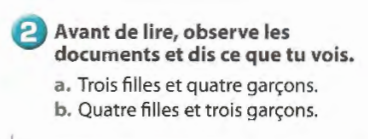 2 Avant de lire, observe les
documents et dis ce que tu vois.
a. Trois filles et quatre garçons.
b. Quatre filles et trois garçons.